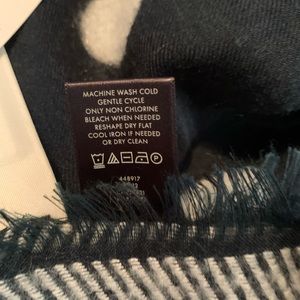 MACHINE WASH COLD
GENTLE CYCLE
ONLY NON CHLORINE
BLEACH WHEN NEEDED
RESHAPE DRY FLAT
COOL IRON IF NEEDED
OR DRY CLEAN
448917